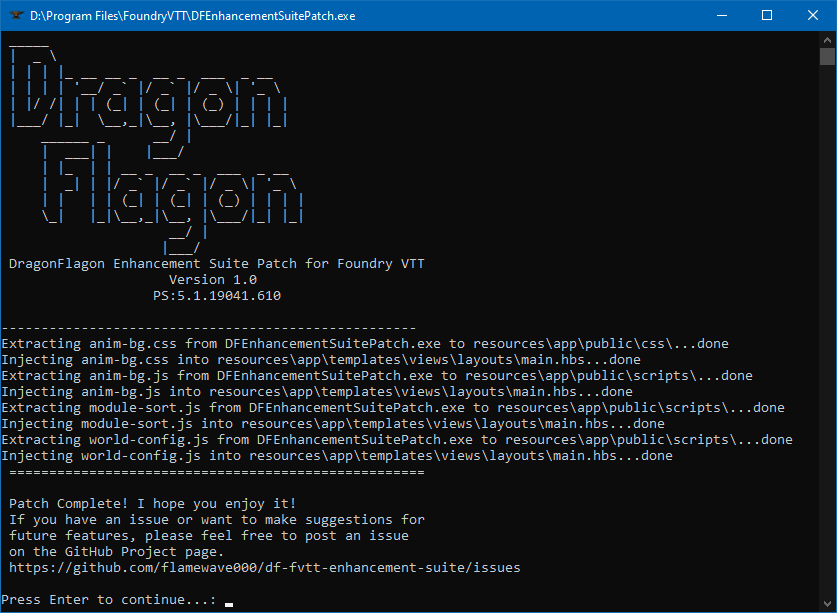 D:\Program Files\FoundryVTT\DFEnhancementSuitePatch.exe
Dragon
Flagon
DragonFlagon Enhancement Suite Patch for Foundry VTT
Version 1.0
PS:5.1.19041.610
----------------------------------------------------
Extracting anim-bg.css from DFEnhancementSuitePatch.exe to resources\app\public\css\...done
Injecting anim-bg.css into resources\app\templates\views\layouts\main.hbs...done
Extracting anim-bg.js from DFEnhancementSuitePatch.exe to resources\app\public\scripts\...done
Injecting anim-bg.js into resources\app\templates\views\layouts\main.hbs...done
Extracting module-sort.js from DFEnhancementSuitePatch.exe to resources\app\public\scripts\...done
Injecting module-sort.js into resources\app\templates\views\layouts\main.hbs...done
Extracting world-config.js from DFEnhancementSuitePatch.exe to resources\app\public\scripts\...done
Injecting world-config.js into resources\app\templates\views\layouts\main.hbs...done
====================================================
Patch Complete! I hope you enjoy it!
If you have an issue or want to make suggestions for
future features, please feel free to post an issue
on the GitHub Project page.
https://github.com/flamewave000/df-fvtt-enhancement-suite/issues
Press Enter to continue...: